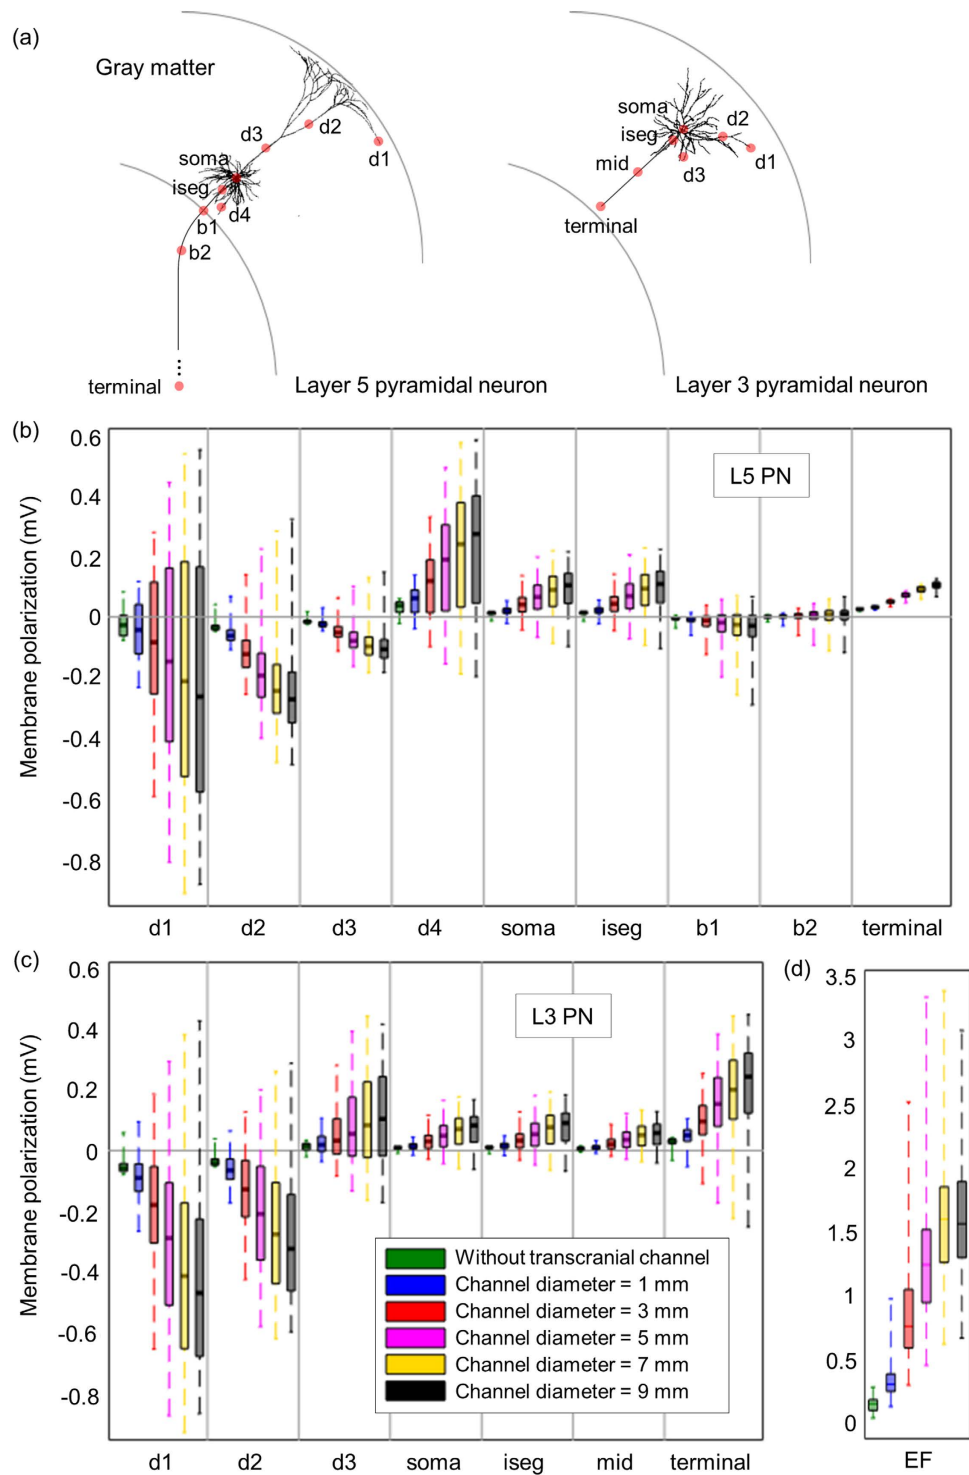 (a)
Gray matter
soma
d3
d2
d1
iseg
b1
d4
b2
terminal
Layer 5 pyramidal neuron
soma
iseg
mid
d2
d3
d1
terminal
Layer 3 pyramidal neuron
(b)
Membrane polarization (mV)
0.6
0.4
0.2
0
-0.2
-0.4
-0.6
-0.8
L5 PN
d1 d2 d3 d4 soma iseg b1 b2 terminal
(c)
Membrane polarization (mV)
0.6
0.4
0.2
0
-0.2
-0.4
-0.6
-0.8
L3 PN
Without transcranial channel
Channel diameter = 1 mm
Channel diameter = 3 mm
Channel diameter = 5 mm
Channel diameter = 7 mm
Channel diameter = 9 mm
d1 d2 d3 soma iseg mid terminal
(d)
3.5
3
2.5
2
1.5
1
0.5
0
EF